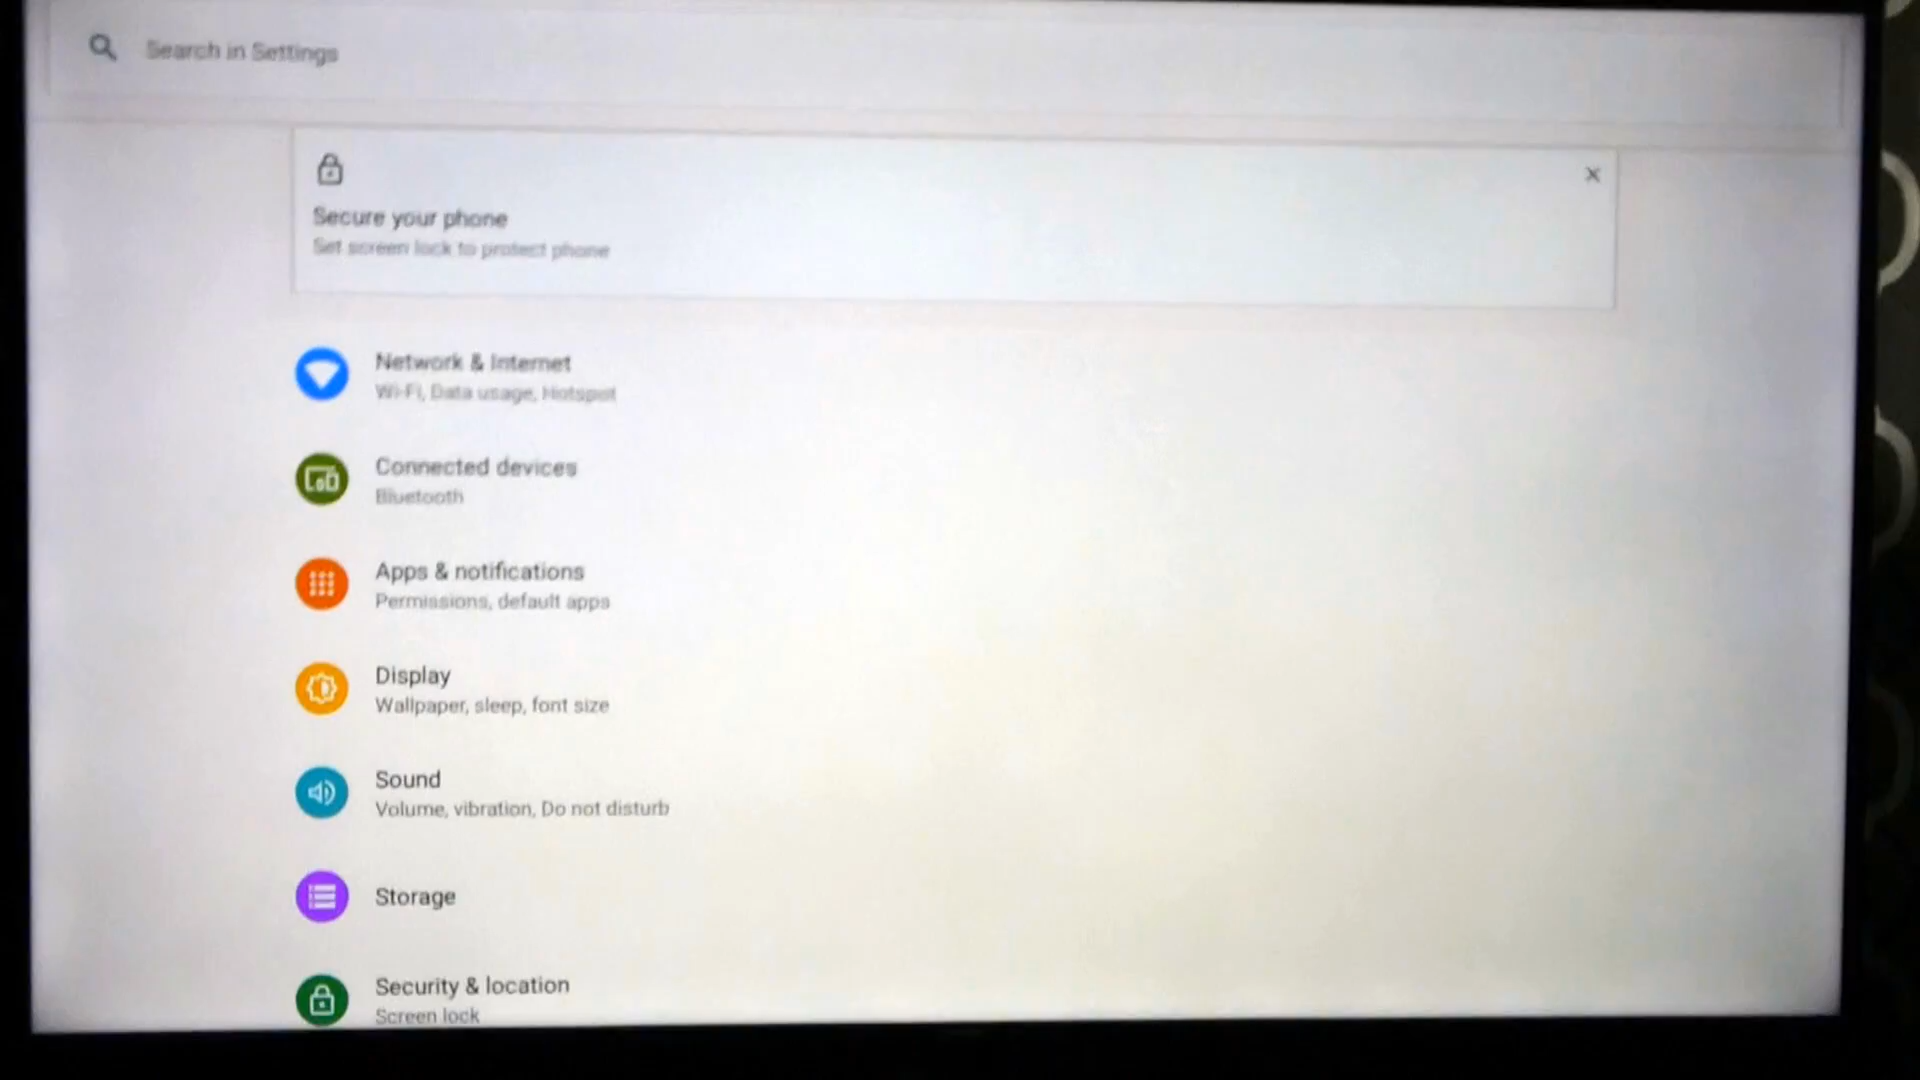 Search in Settings
Secure your phone
Set screen lock to protect phone
Network & Internet
Wi-Fi, Data usage, Hotspot
Connected devices
Bluetooth
Apps & notifications
Permissions, default apps
Display
Wallpaper, sleep, font size
Sound
Volume, vibration, Do not disturb
Storage
Security & location
Screen lock